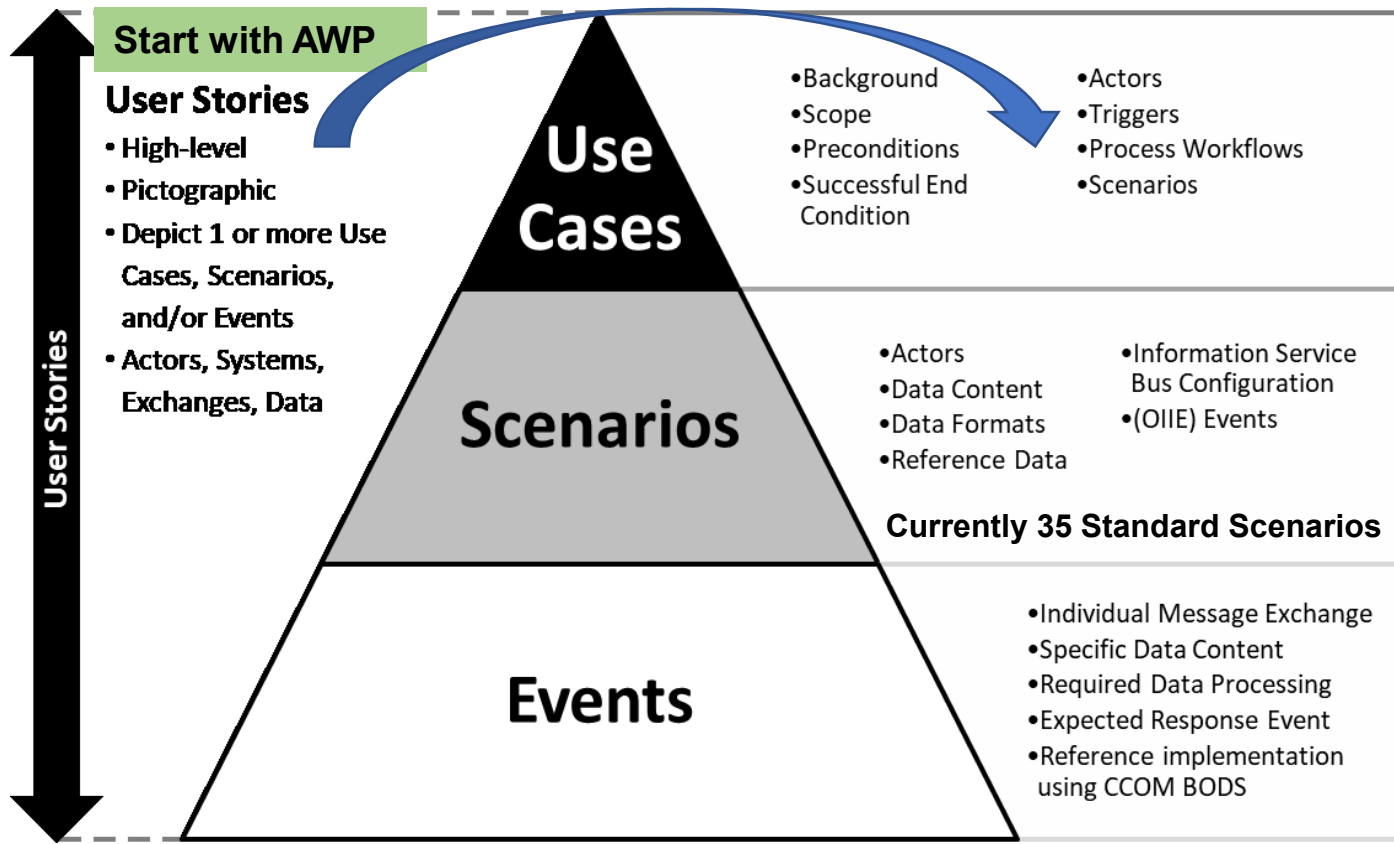 Start with AWP
User Stories
• High-level
• Pictographic
• Depict 1 or more Use
Cases, Scenarios,
and/or Events
• Actors, Systems,
Exchanges, Data
User Stories
Use
Cases
•Background
•Scope
•Preconditions
•Successful End
Condition
•Actors
•Triggers
•Process Workflows
•Scenarios
Scenarios
•Actors
•Data Content
•Data Formats
•Reference Data
•Information Service
Bus Configuration
•(OIIE) Events
Currently 35 Standard Scenarios
Events
•Individual Message Exchange
•Specific Data Content
•Required Data Processing
•Expected Response Event
•Reference implementation
using CCOM BODS